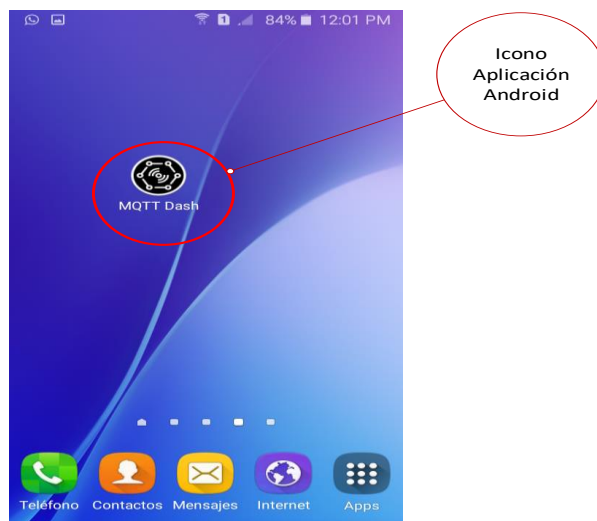 84% 12:01 PM
Icono
Aplicación
Android
MQTT Dash
Teléfono Contactos Mensajes Internet Apps